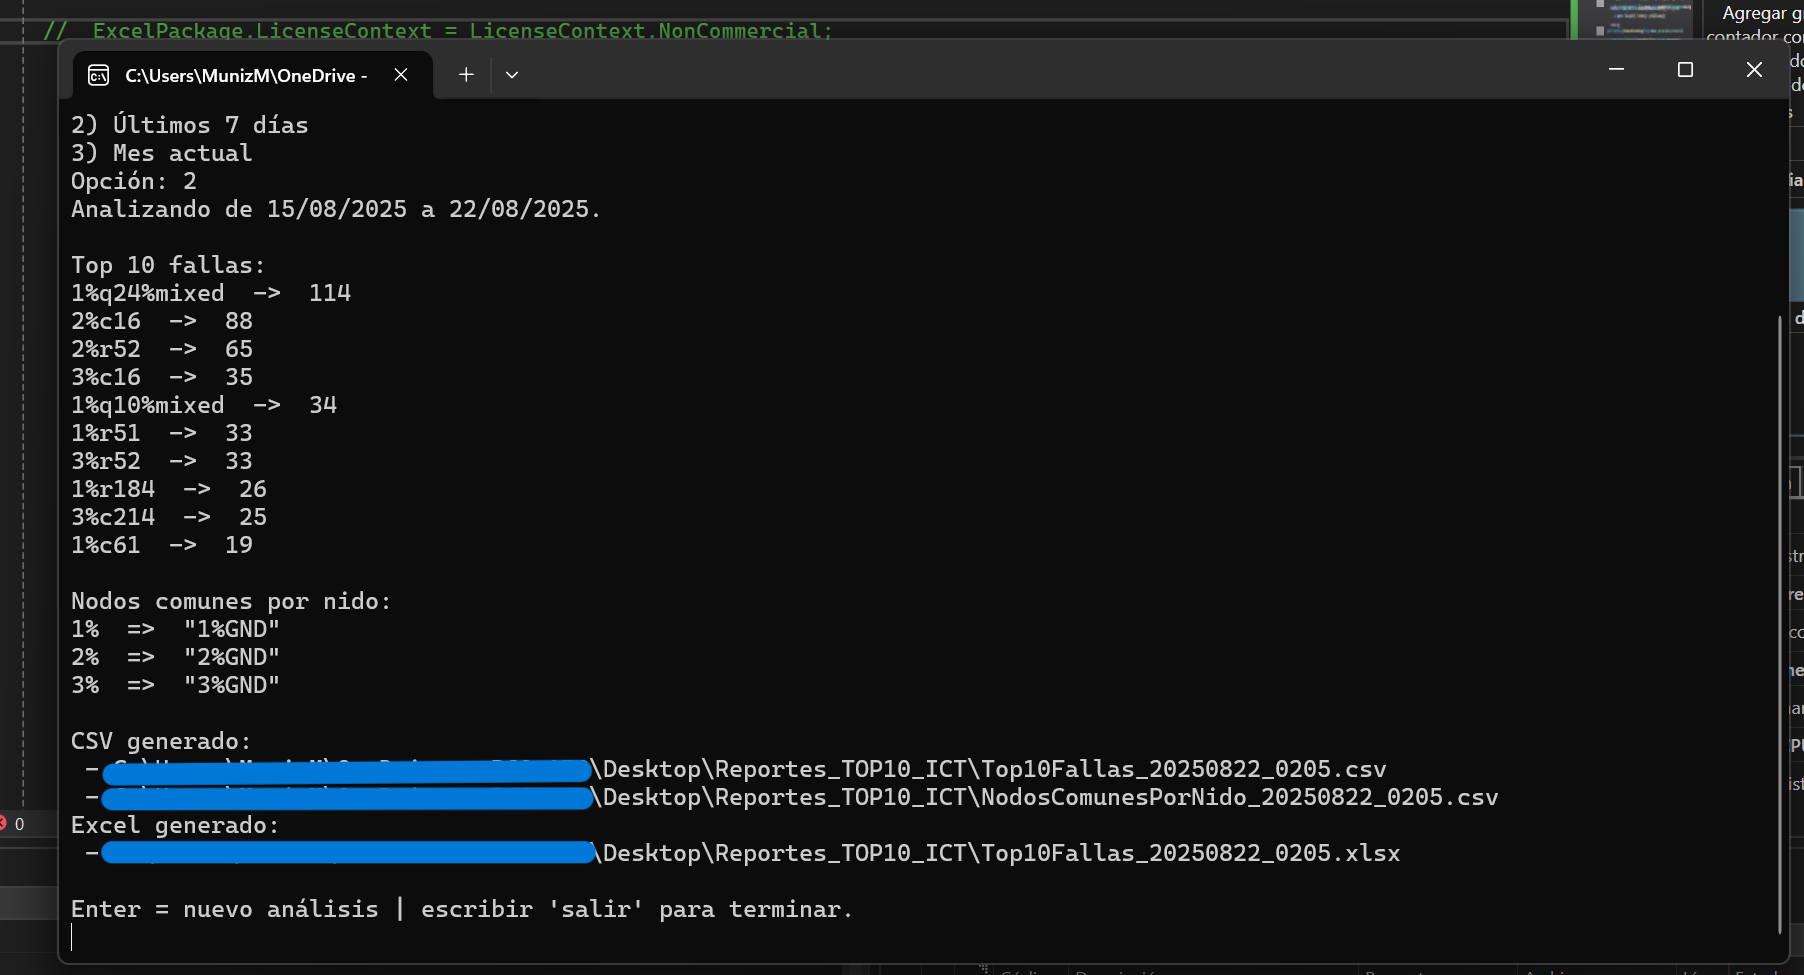 //  ExcelPackage.LicenseContext = LicenseContext.NonCommercial;
Agregar
contador
C:\Users\MunizM\OneDrive -
2) Últimos 7 días
3) Mes actual
Opción: 2
Analizando de 15/08/2025 a 22/08/2025.
Top 10 fallas:
1%q24%mixed  ->  114
2%c16  ->  88
2%r52  ->  65
3%c16  ->  35
1%q10%mixed  ->  34
1%r51  ->  33
3%r52  ->  33
1%r184  ->  26
3%c214  ->  25
1%c61  ->  19
Nodos comunes por nido:
1%  =>  "1%GND"
2%  =>  "2%GND"
3%  =>  "3%GND"
CSV generado:
-\Desktop\Reportes_TOP10_ICT\Top10Fallas_20250822_0205.csv
-\Desktop\Reportes_TOP10_ICT\NodosComunesPorNido_20250822_0205.csv
0
Excel generado:
-\Desktop\Reportes_TOP10_ICT\Top10Fallas_20250822_0205.xlsx
Enter = nuevo análisis | escribir 'salir' para terminar.